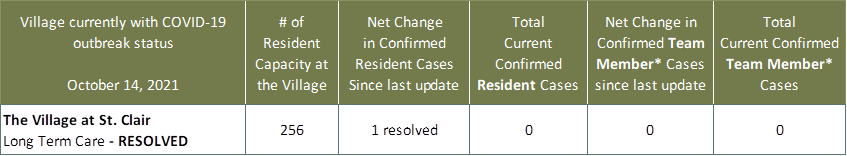 Village currently with COVID-19
outbreak status
October 14, 2021
# of
Resident
Capacity at
the Village
Net Change
in Confirmed
Resident Cases
Since last update
Total
Current
Confirmed
Resident Cases
Net Change in
Confirmed Team
Member* Cases
since last update
Total
Current Confirmed
Team Member*
Cases
The Village at St. Clair
Long Term Care - RESOLVED
256
1 resolved
0
0
0